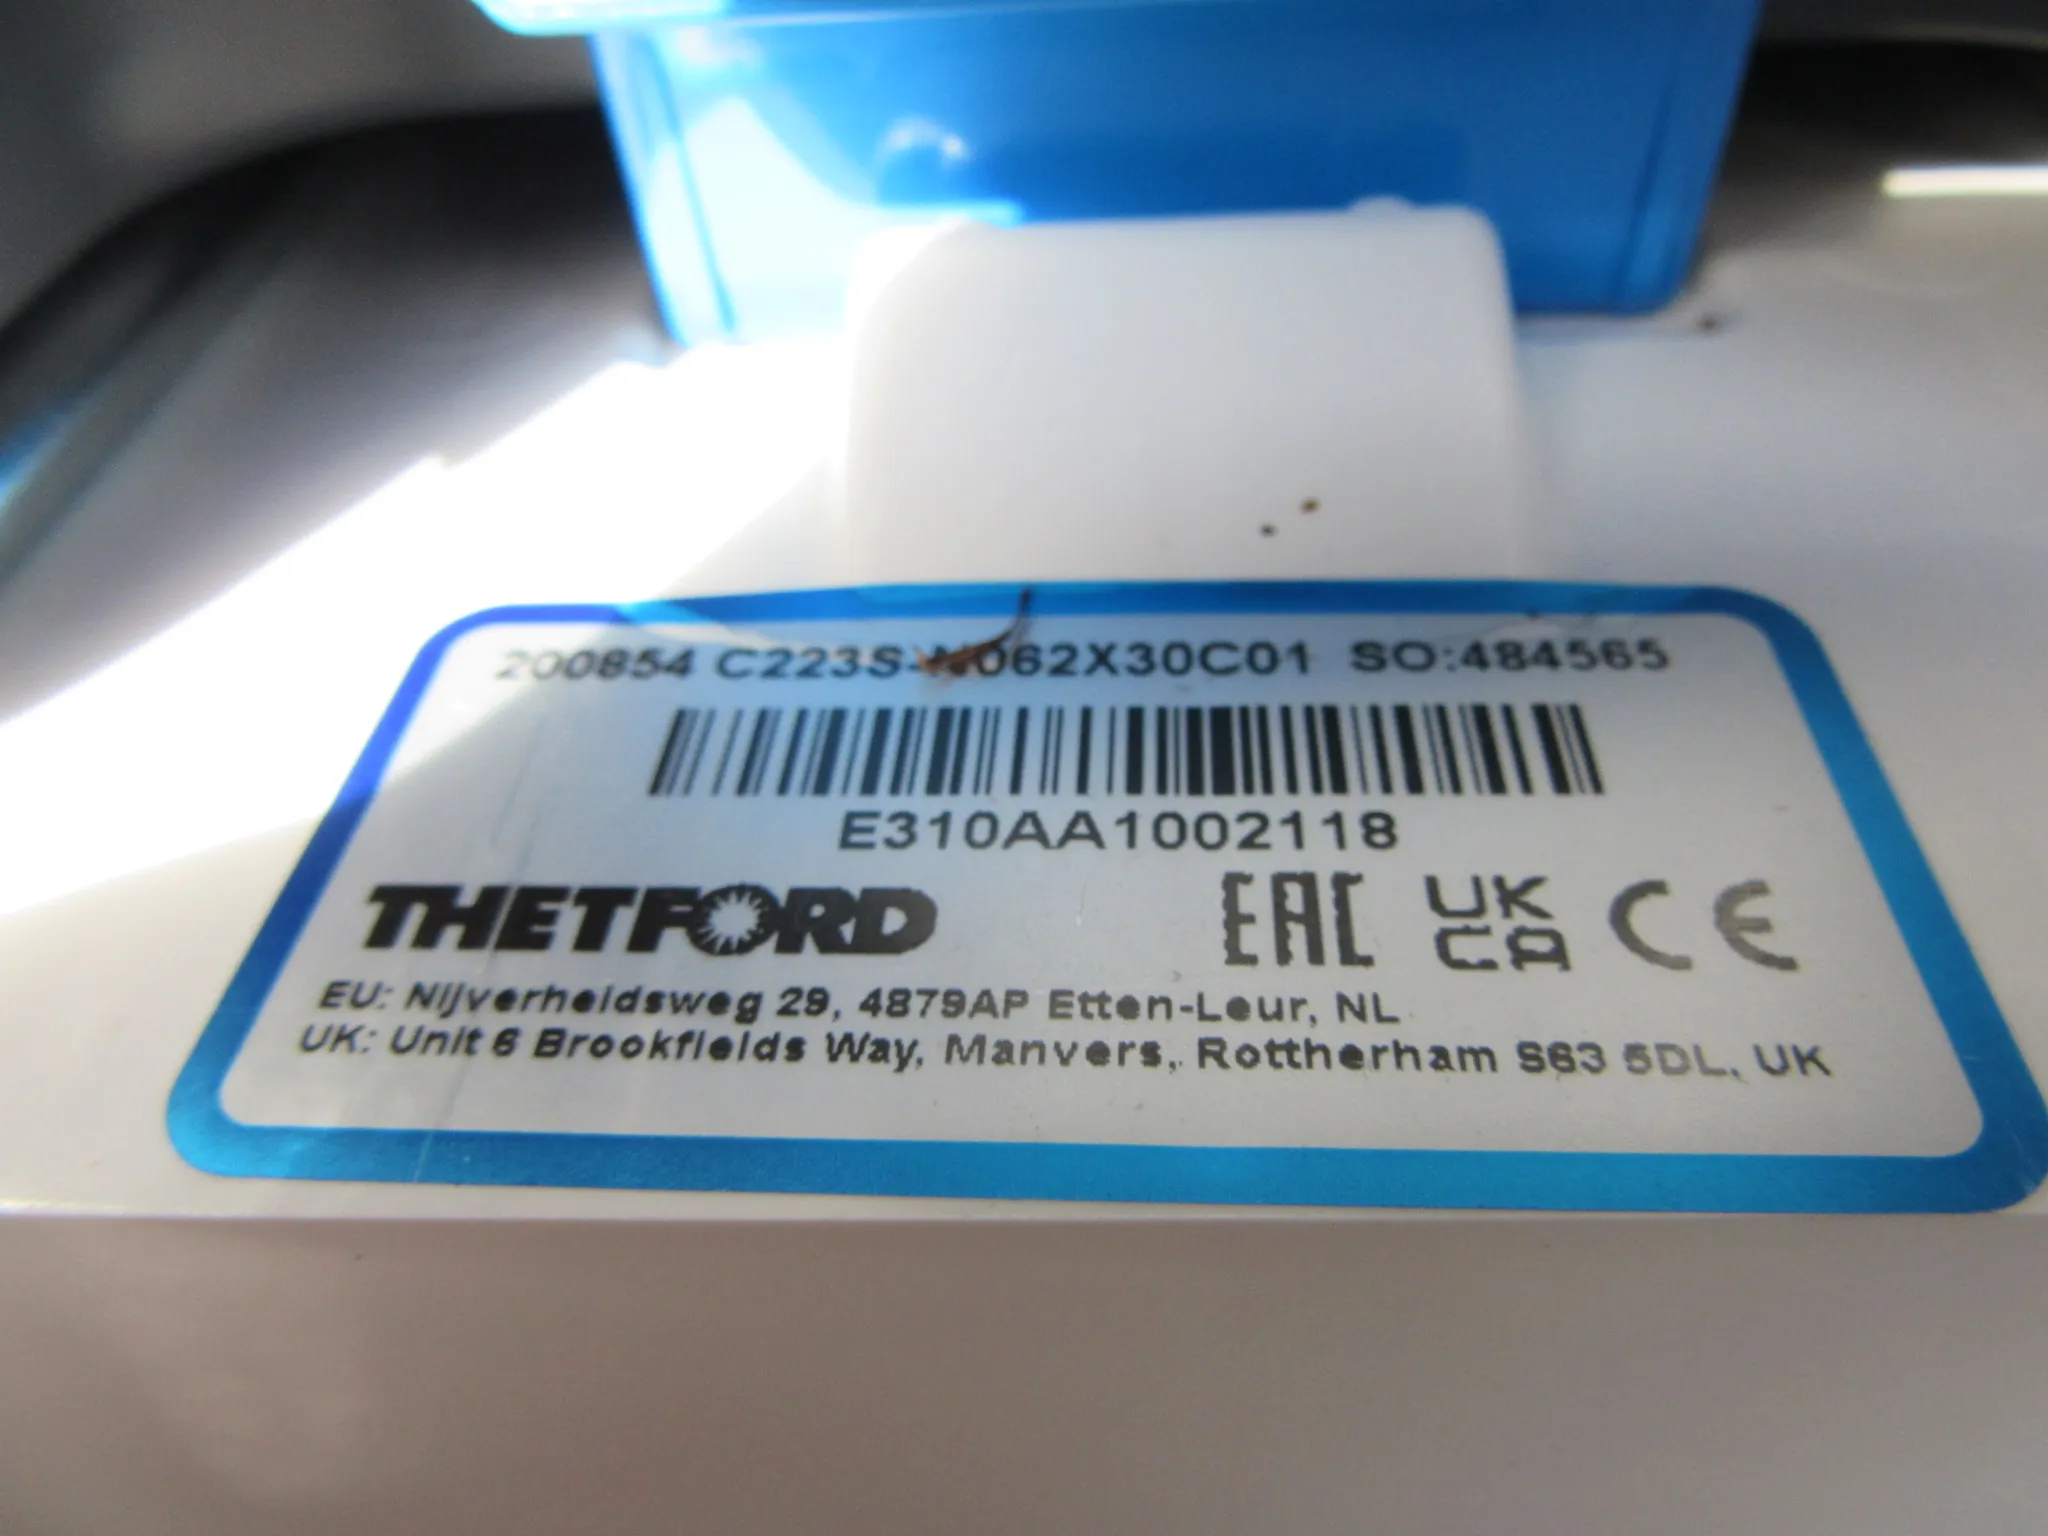 200854 C223S-N062X30C01 SO:484565
E310AA1002118
THETFORD EAC UK CA CE
EU: Nijverheidsweg 29, 4879AP Etten-Leur, NL
UK: Unit 6 Brookfields Way, Manvers, Rottherham S63 5DL, UK